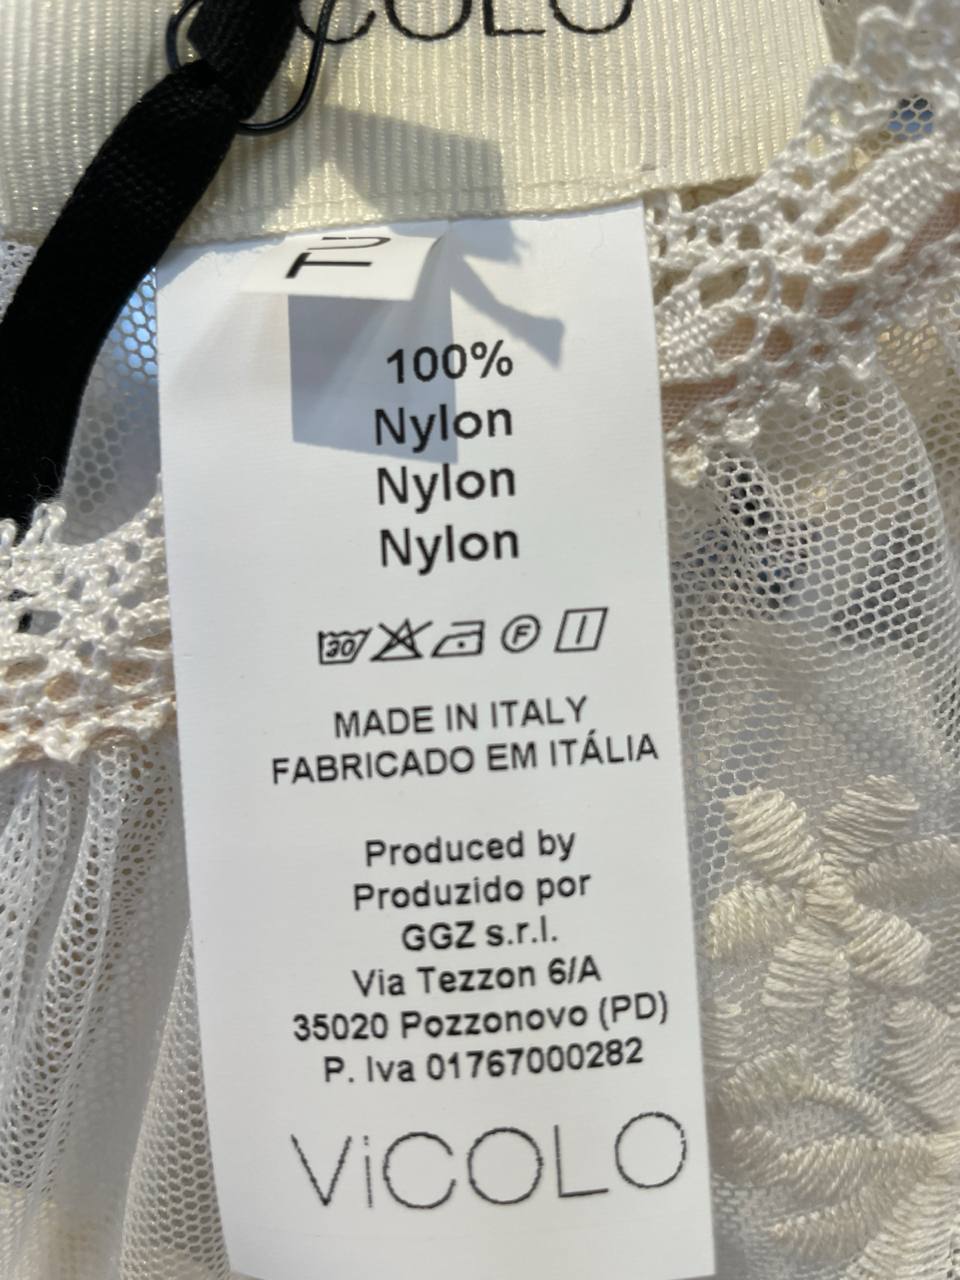 TU
100%
Nylon
Nylon
Nylon
30
F
MADE IN ITALY
FABRICADO EM ITÁLIA
Produced by
Produzido por
GGZ s.r.l.
Via Tezzon 6/A
35020 Pozzonovo (PD)
P. Iva 01767000282
ViCOLO